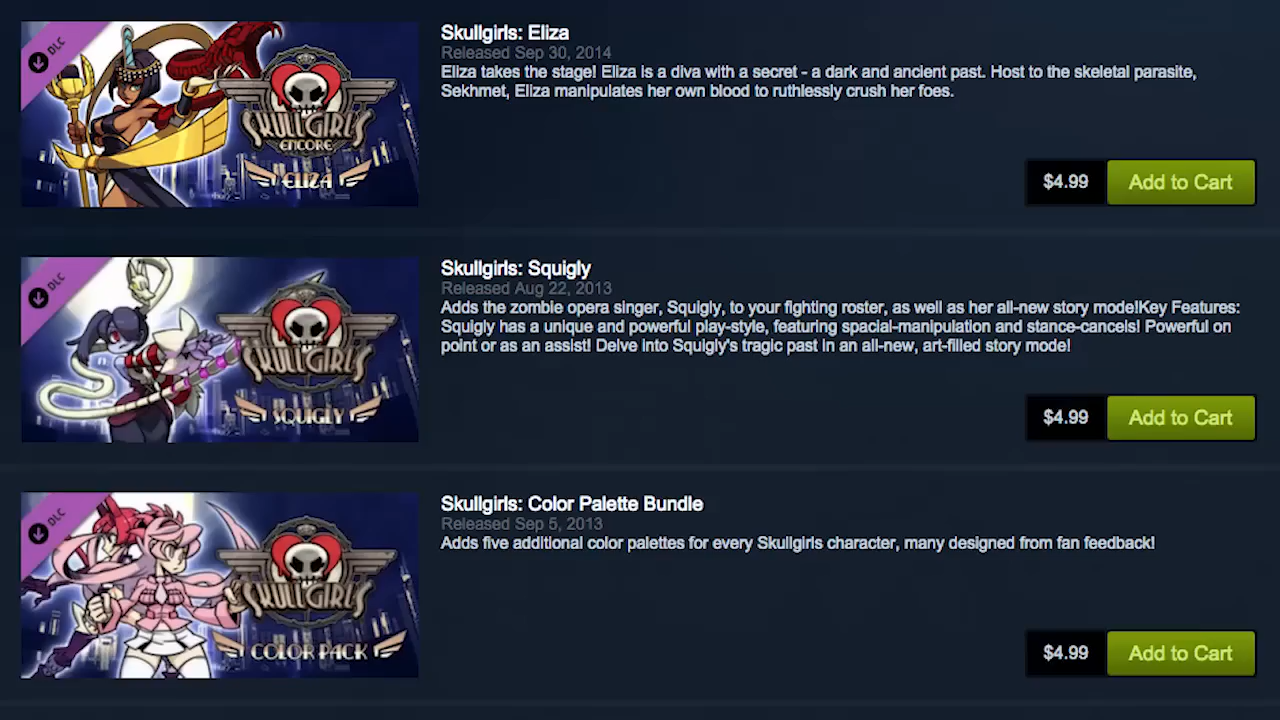 DLC
SKULLGIRLS
ENCORE
ELIZA
Skullgirls: Eliza
Released Sep 30, 2014
Eliza takes the stage! Eliza is a diva with a secret - a dark and ancient past. Host to the skeletal parasite,
Sekhmet, Eliza manipulates her own blood to ruthlessly crush her foes.
$4.99
Add to Cart
DLC
SKULLGIRLS
SQUIGLY
Skullgirls: Squigly
Released Aug 22, 2013
Adds the zombie opera singer, Squigly, to your fighting roster, as well as her all-new story mode!Key Features:
Squigly has a unique and powerful play-style, featuring spacial-manipulation and stance-cancels! Powerful on
point or as an assist! Delve into Squigly's tragic past in an all-new, art-filled story mode!
$4.99
Add to Cart
DLC
SKULLGIRLS
COLOR PACK
Skullgirls: Color Palette Bundle
Released Sep 5, 2013
Adds five additional color palettes for every Skullgirls character, many designed from fan feedback!
$4.99
Add to Cart